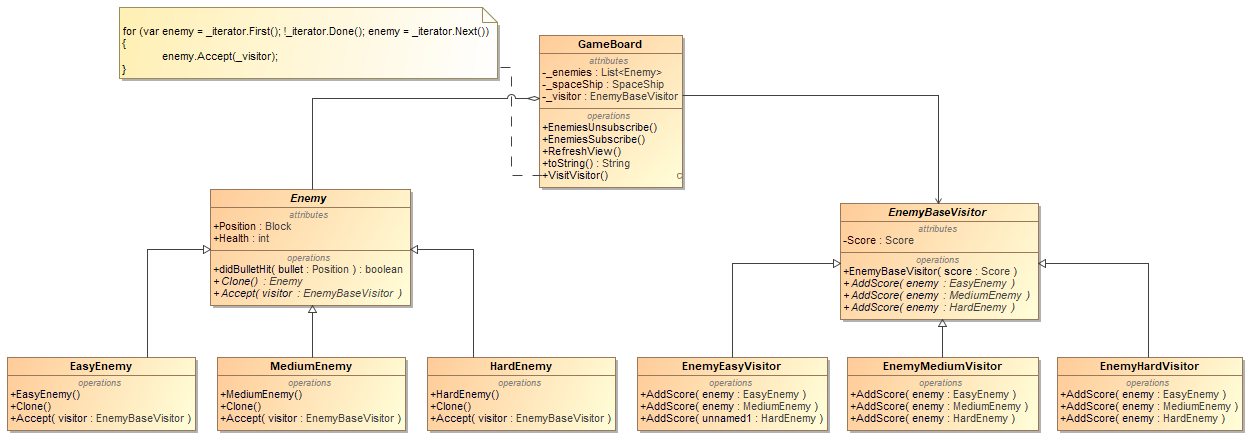 for (var enemy = _iterator.First(); !_iterator.Done(); enemy = _iterator.Next())
{
enemy.Accept(_visitor);
}
GameBoard
attributes
-_enemies : List<Enemy>
-_spaceShip : SpaceShip
-_visitor : EnemyBaseVisitor
operations
+EnemiesUnsubscribe()
+EnemiesSubscribe()
+RefreshView()
+toString() : String
+VisitVisitor()
Enemy
attributes
+Position : Block
+Health : int
operations
+didBulletHit( bullet : Position ) : boolean
+Clone() : Enemy
+Accept( visitor : EnemyBaseVisitor )
EnemyBaseVisitor
attributes
-Score : Score
operations
+EnemyBaseVisitor( score : Score )
+AddScore( enemy : EasyEnemy )
+AddScore( enemy : MediumEnemy )
+AddScore( enemy : HardEnemy )
EasyEnemy
operations
+EasyEnemy()
+Clone()
+Accept( visitor : EnemyBaseVisitor )
MediumEnemy
operations
+MediumEnemy()
+Clone()
+Accept( visitor : EnemyBaseVisitor )
HardEnemy
operations
+HardEnemy()
+Clone()
+Accept( visitor : EnemyBaseVisitor )
EnemyEasyVisitor
operations
+AddScore( enemy : EasyEnemy )
+AddScore( enemy : MediumEnemy )
+AddScore( unnamed1 : HardEnemy )
EnemyMediumVisitor
operations
+AddScore( enemy : EasyEnemy )
+AddScore( enemy : MediumEnemy )
+AddScore( enemy : HardEnemy )
EnemyHardVisitor
operations
+AddScore( enemy : EasyEnemy )
+AddScore( enemy : MediumEnemy )
+AddScore( enemy : HardEnemy )